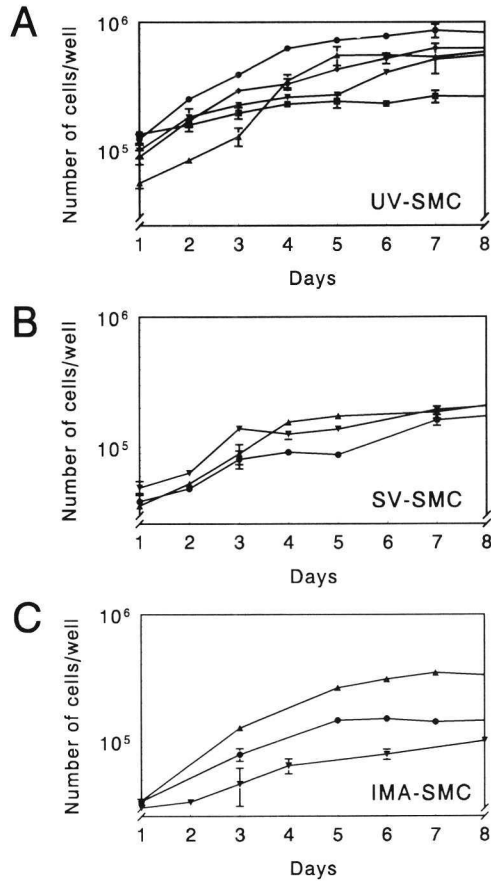 A
10⁶
10⁵
Number of cells/well
UV-SMC
1 2 3 4 5 6 7 8
Days
B
10⁶
10⁵
Number of cells/well
SV-SMC
1 2 3 4 5 6 7 8
Days
C
10⁶
10⁵
Number of cells/well
IMA-SMC
1 2 3 4 5 6 7 8
Days